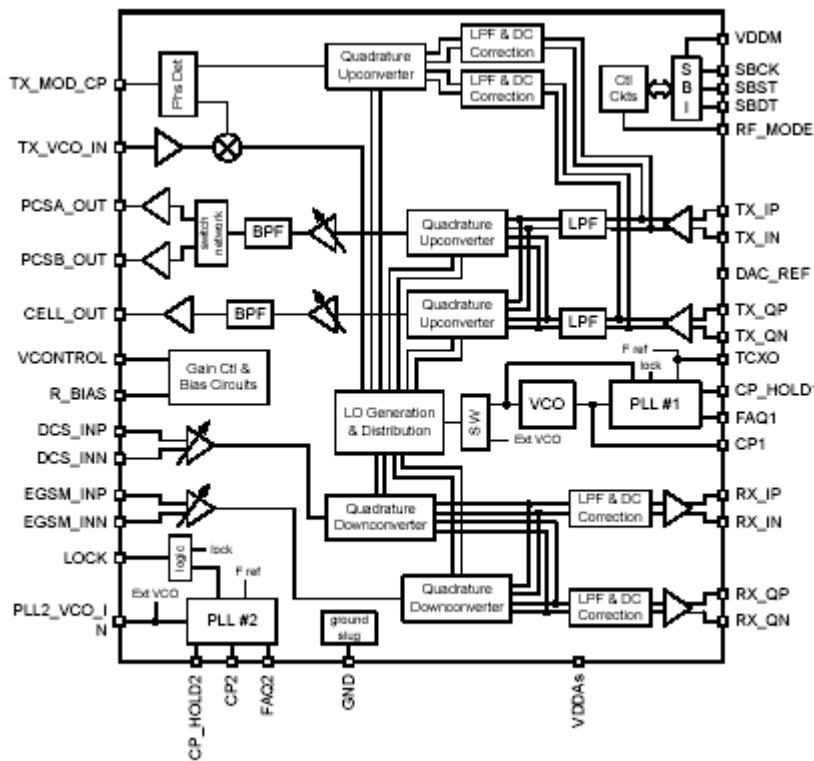 LPF & DC
Correction
VDDM
Quadrature
Upconverter
LPF & DC
Correction
Phs Det
Ctl
Ckts
S
B
I
SBCK
SBST
SBDT
TX_MOD_CP
RF_MODE
TX_VCO_IN
PCSA_OUT
switch
network
BPF
Quadrature
Upconverter
LPF
TX_IP
TX_IN
PCSB_OUT
DAC_REF
CELL_OUT
BPF
Quadrature
Upconverter
LPF
TX_QP
TX_QN
VCONTROL
Gain Ctl &
Bias Circuits
F ref
lock
TCXO
R_BIAS
LO Generation
& Distribution
SW
VCO
PLL #1
CP_HOLD1
FAQ1
Ext VCO
CP1
DCS_INP
DCS_INN
EGSM_INP
EGSM_INN
Quadrature
Downconverter
LPF & DC
Correction
RX_IP
RX_IN
LOCK
logic
lock
F ref
Ext VCO
Quadrature
Downconverter
LPF & DC
Correction
RX_QP
RX_QN
PLL2_VCO_I
N
PLL #2
ground
slug
CP_HOLD2
CP2
FAQ2
GND
VDDAs